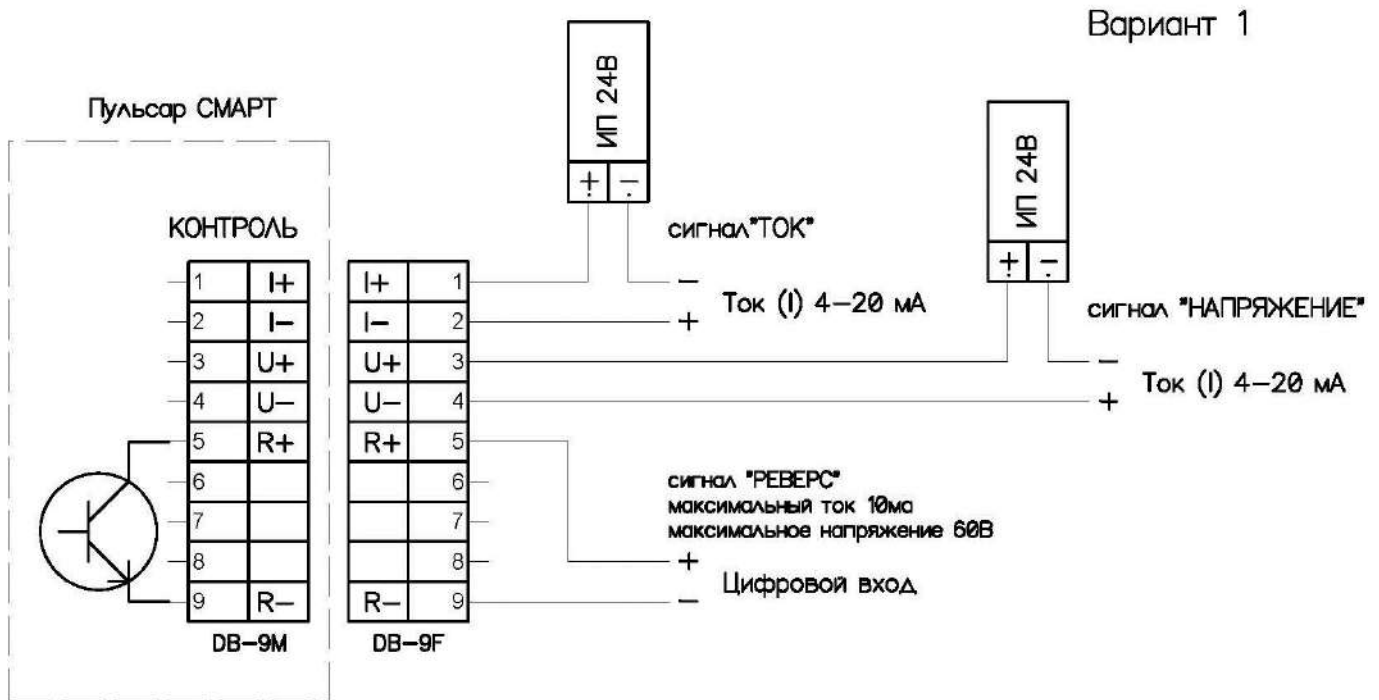 Вариант 1
Пульсар СМАРТ
ИП 24В
+ -
ИП 24В
+ -
КОНТРОЛЬ
сигнал"ТОК"
сигнал "НАПРЯЖЕНИЕ"
1 I+ I+ 1
2 I- I- 2
3 U+ U+ 3
4 U- U- 4
5 R+ R+ 5
6 6
7 7
8 8
9 R- R- 9
DB-9M DB-9F
-
Ток (I) 4-20 мА
+
-
Ток (I) 4-20 мА
+
сигнал "РЕВЕРС"
максимальный ток 10ма
максимальное напряжение 60В
+
Цифровой вход
-